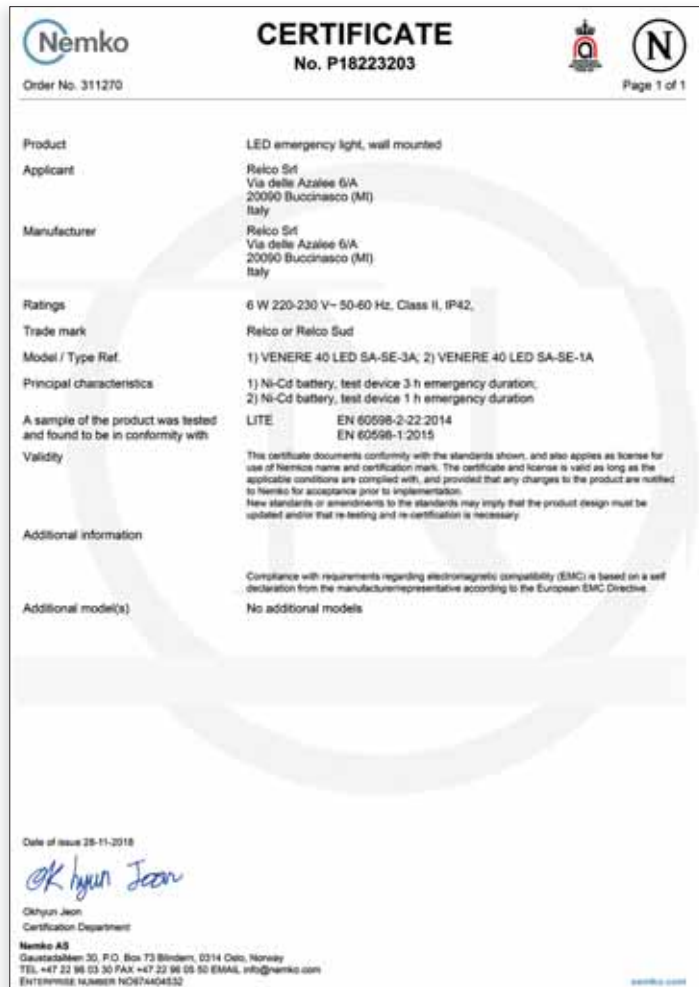 Nemko
CERTIFICATE
No. P18223203
N
Order No. 311270
Page 1 of 1
Product LED emergency light, wall mounted
Applicant Relco Srl
Via delle Azalee 6/A
20090 Buccinasco (MI)
Italy
Manufacturer Relco Srl
Via delle Azalee 6/A
20090 Buccinasco (MI)
Italy
Ratings 6 W 220-230 V~ 50-60 Hz, Class II, IP42,
Trade mark Relco or Relco Sud
Model / Type Ref. 1) VENERE 40 LED SA-SE-3A; 2) VENERE 40 LED SA-SE-1A
Principal characteristics 1) Ni-Cd battery, test device 3 h emergency duration;
2) Ni-Cd battery, test device 1 h emergency duration
A sample of the product was tested LITE EN 60598-2-22:2014
and found to be in conformity with EN 60598-1:2015
Validity This certificate documents conformity with the standards shown, and also applies as license for
use of Nemkos name and certification mark. The certificate and license is valid as long as the
applicable conditions are complied with, and provided that any changes to the product are notified
to Nemko for acceptance prior to implementation.
New standards or amendments to the standards may imply that the product design must be
updated and/or that re-testing and re-certification is necessary.
Additional information
Compliance with requirements regarding electromagnetic compatibility (EMC) is based on a self
declaration from the manufacturer/representative according to the European EMC Directive.
Additional model(s) No additional models
Date of issue 28-11-2018
Okhyun Jeon
Okhyun Jeon
Certification Department
Nemko AS
Gaustadalléen 30, P.O. Box 73 Blindern, 0314 Oslo, Norway
TEL +47 22 96 03 30 FAX +47 22 96 05 50 EMAIL info@nemko.com
ENTERPRISE NUMBER NO974404532
nemko.com